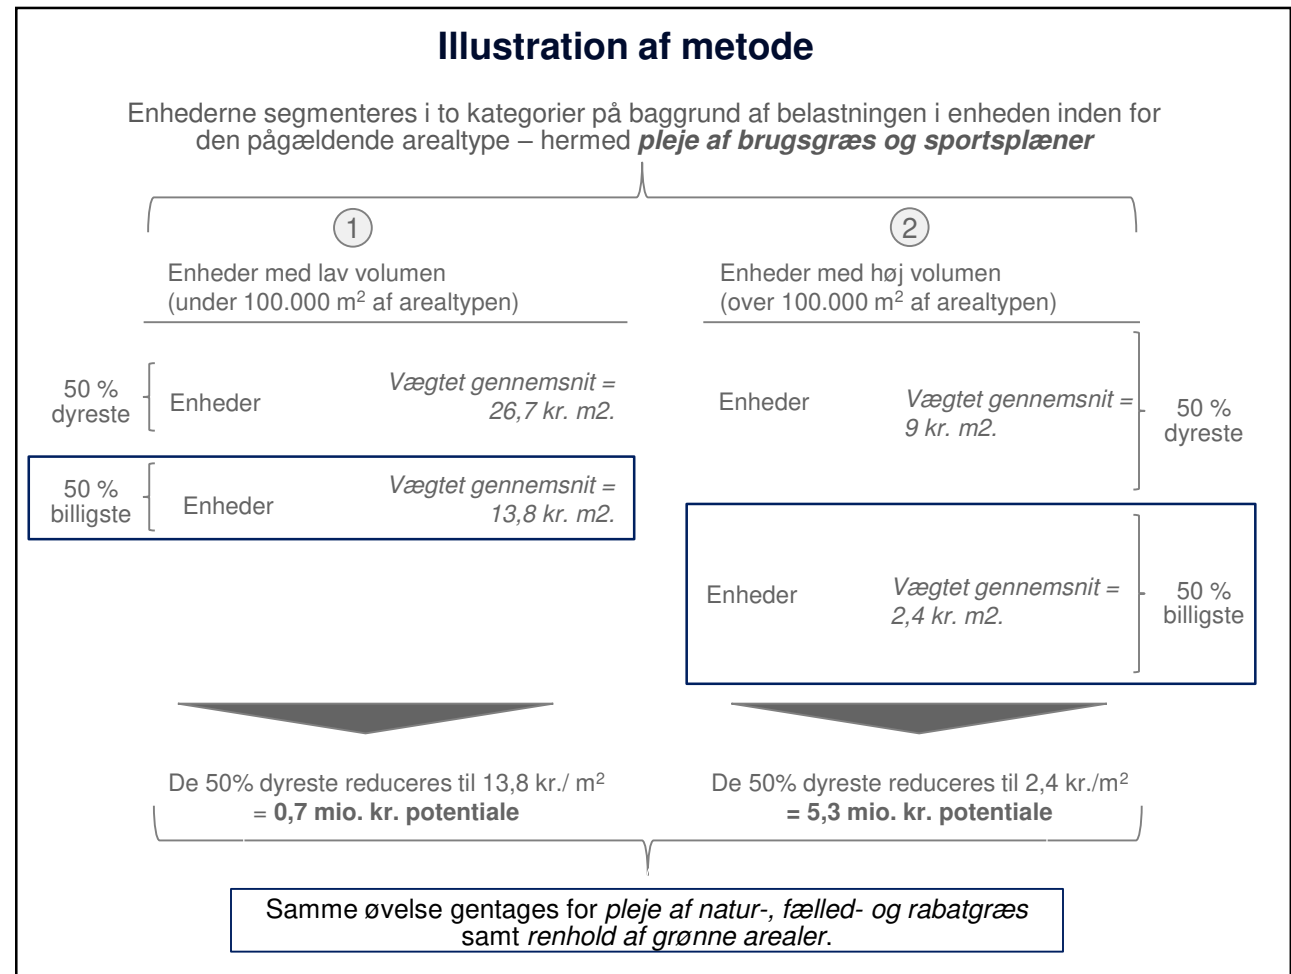 Illustration af metode
Enhederne segmenteres i to kategorier på baggrund af belastningen i enheden inden for
den pågældende arealtype – hermed pleje af brugsgræs og sportsplæner
1
Enheder med lav volumen
(under 100.000 m² af arealtypen)
50 %
dyreste
Enheder
Vægtet gennemsnit =
26,7 kr. m2.
50 %
billigste
Enheder
Vægtet gennemsnit =
13,8 kr. m2.
2
Enheder med høj volumen
(over 100.000 m² af arealtypen)
Enheder
Vægtet gennemsnit =
9 kr. m2.
50 %
dyreste
Enheder
Vægtet gennemsnit =
2,4 kr. m2.
50 %
billigste
De 50% dyreste reduceres til 13,8 kr./ m²
= 0,7 mio. kr. potentiale
De 50% dyreste reduceres til 2,4 kr./m²
= 5,3 mio. kr. potentiale
Samme øvelse gentages for pleje af natur-, fælled- og rabatgræs
samt renhold af grønne arealer.